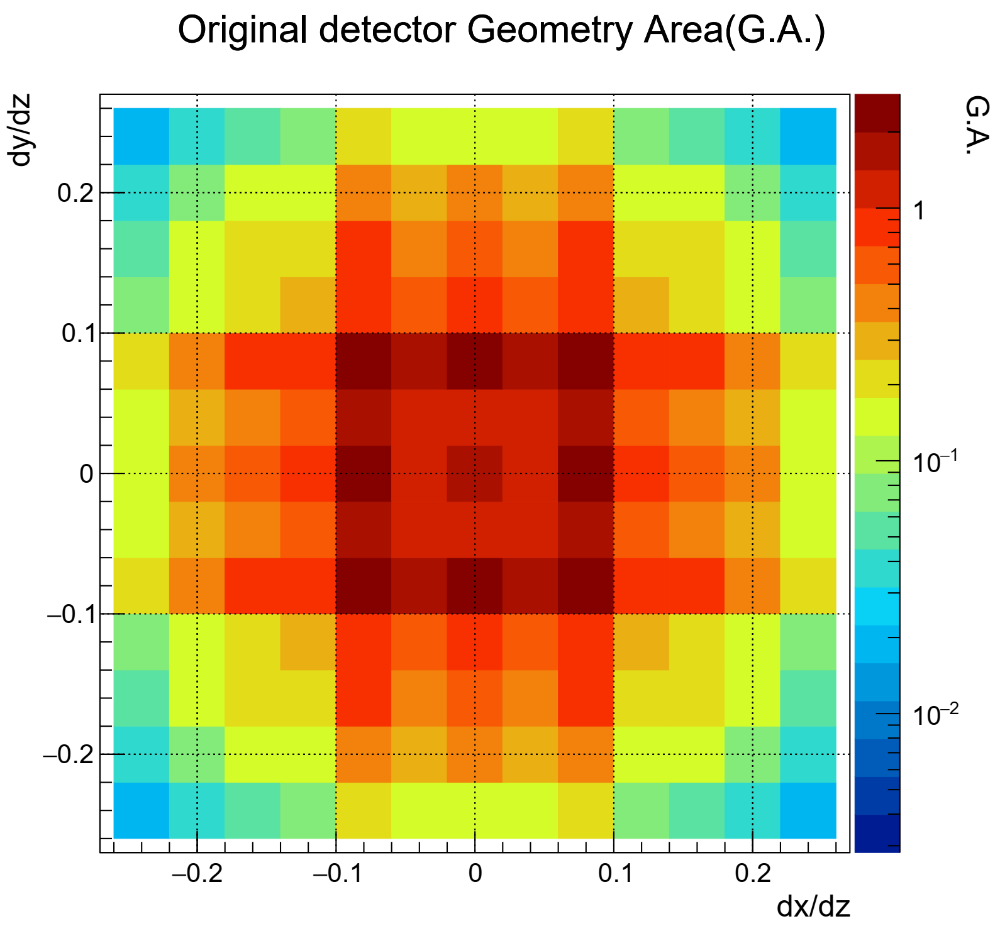 Original detector Geometry Area(G.A.)
dy/dz
G.A.
0.2
0.1
0
−0.1
−0.2
1
10⁻¹
10⁻²
−0.2 −0.1 0 0.1 0.2
dx/dz